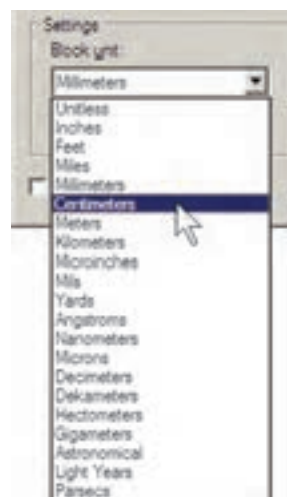 Settings
Block unit:
Millimeters
Unitless
Inches
Feet
Miles
Millimeters
Centimeters
Meters
Kilometers
Microinches
Mils
Yards
Angstroms
Nanometers
Microns
Decimeters
Dekameters
Hectometers
Gigameters
Astronomical
Light Years
Parsecs